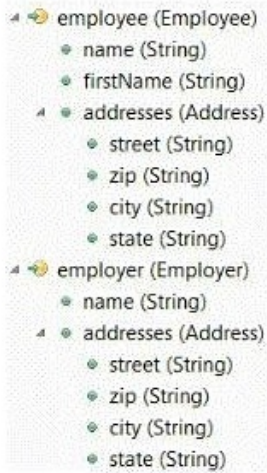 employee (Employee)
name (String)
firstName (String)
addresses (Address)
street (String)
zip (String)
city (String)
state (String)
employer (Employer)
name (String)
addresses (Address)
street (String)
zip (String)
city (String)
state (String)